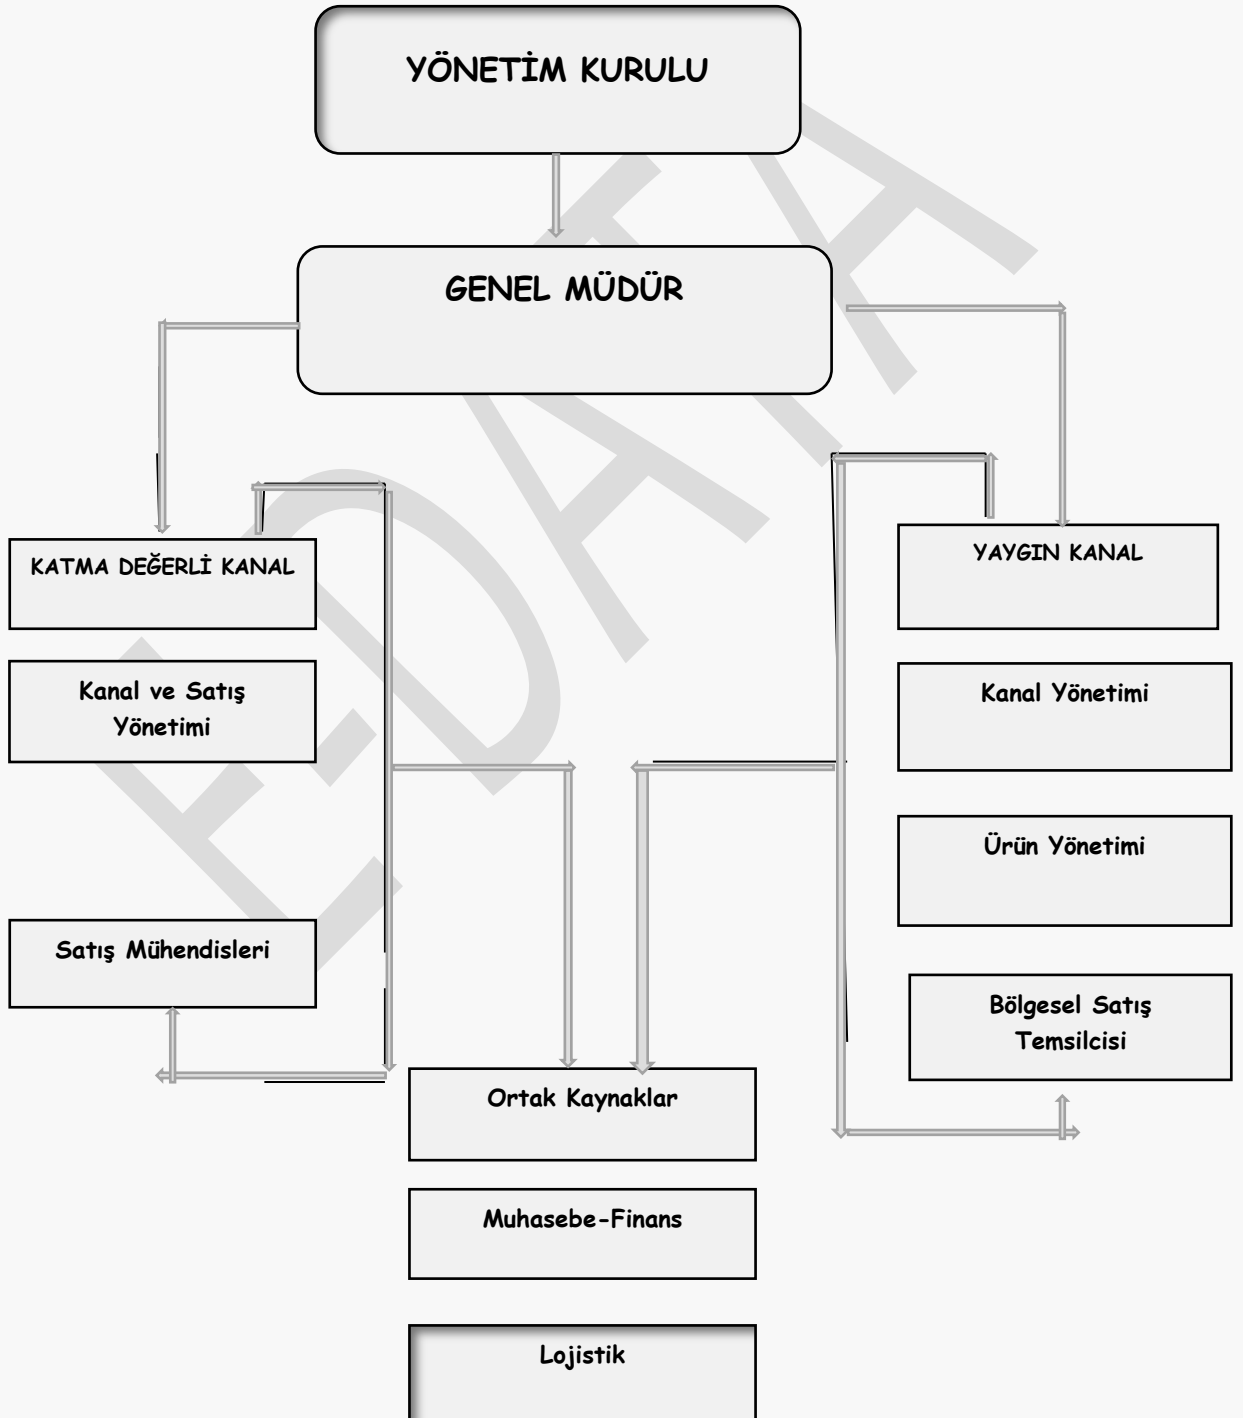 YÖNETİM KURULU
GENEL MÜDÜR
KATMA DEĞERLİ KANAL
YAYGIN KANAL
Kanal ve Satış
Yönetimi
Kanal Yönetimi
Ürün Yönetimi
Satış Mühendisleri
Bölgesel Satış
Temsilcisi
Ortak Kaynaklar
Muhasebe-Finans
Lojistik
E-DATA